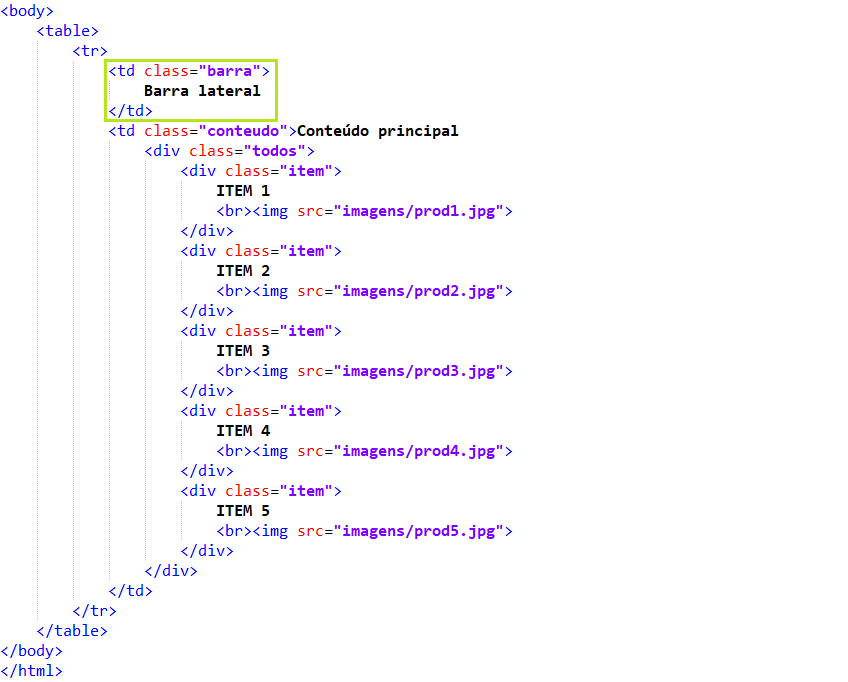 <body>
<table>
<tr>
<td class="barra">
Barra lateral
</td>
<td class="conteudo">Conteúdo principal
<div class="todos">
<div class="item">
ITEM 1
<br><img src="imagens/prod1.jpg">
</div>
<div class="item">
ITEM 2
<br><img src="imagens/prod2.jpg">
</div>
<div class="item">
ITEM 3
<br><img src="imagens/prod3.jpg">
</div>
<div class="item">
ITEM 4
<br><img src="imagens/prod4.jpg">
</div>
<div class="item">
ITEM 5
<br><img src="imagens/prod5.jpg">
</div>
</div>
</td>
</tr>
</table>
</body>
</html>